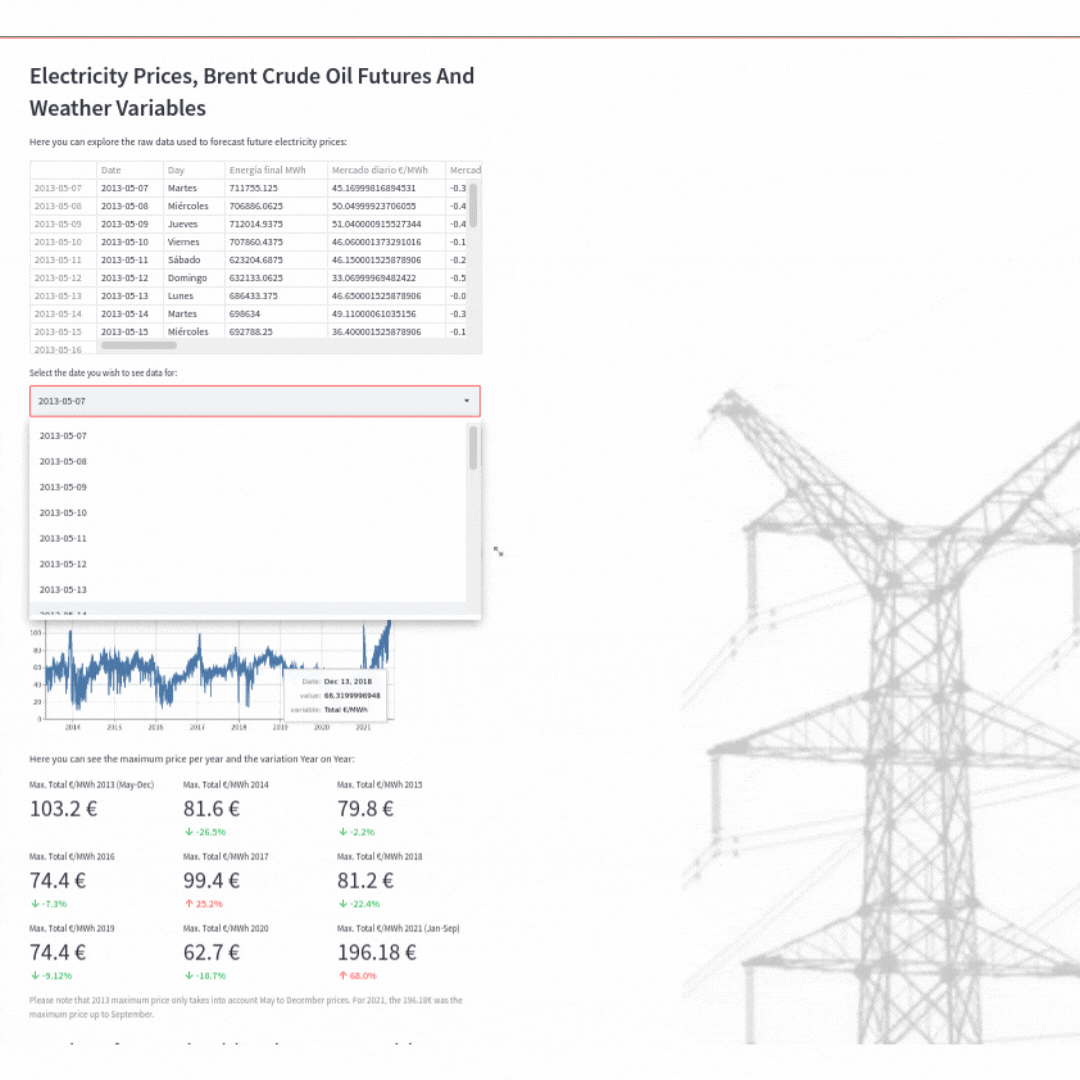 Electricity Prices, Brent Crude Oil Futures And
Weather Variables
Here you can explore the raw data used to forecast future electricity prices:
Date Day Energía final MWh Mercado diario €/MWh Mercad
2013-05-07 2013-05-07 Martes 711755.125 45.16999816894531 -0.3
2013-05-08 2013-05-08 Miércoles 706886.0625 50.04999923706055 -0.4
2013-05-09 2013-05-09 Jueves 712014.9375 51.040000915527344 -0.4
2013-05-10 2013-05-10 Viernes 707860.4375 46.060001373291016 -0.1
2013-05-11 2013-05-11 Sábado 623204.6875 46.150001525878906 -0.2
2013-05-12 2013-05-12 Domingo 632133.0625 33.06999969482422 -0.5
2013-05-13 2013-05-13 Lunes 686433.375 46.650001525878906 -0.0
2013-05-14 2013-05-14 Martes 698634 49.11000061035156 -0.3
2013-05-15 2013-05-15 Miércoles 692788.25 36.400001525878906 -0.1
2013-05-16
Select the date you wish to see data for:
2013-05-07
2013-05-07
2013-05-08
2013-05-09
2013-05-10
2013-05-11
2013-05-12
2013-05-13
2013-05-14
100
80
60
40
20
0
Date: Dec 13, 2018
value: 66.3199996948
variable: Total €/MWh
2014 2015 2016 2017 2018 2019 2020 2021
Here you can see the maximum price per year and the variation Year on Year:
Max. Total €/MWh 2013 (May-Dec) Max. Total €/MWh 2014 Max. Total €/MWh 2015
103.2 € 81.6 € 79.8 €
↓ -26.5% ↓ -2.2%
Max. Total €/MWh 2016 Max. Total €/MWh 2017 Max. Total €/MWh 2018
74.4 € 99.4 € 81.2 €
↓ -7.3% ↑ 25.2% ↓ -22.4%
Max. Total €/MWh 2019 Max. Total €/MWh 2020 Max. Total €/MWh 2021 (Jan-Sep)
74.4 € 62.7 € 196.18 €
↓ -9.12% ↓ -18.7% ↑ 68.0%
Please note that 2013 maximum price only takes into account May to December prices. For 2021, the 196.18€ was the
maximum price up to September.